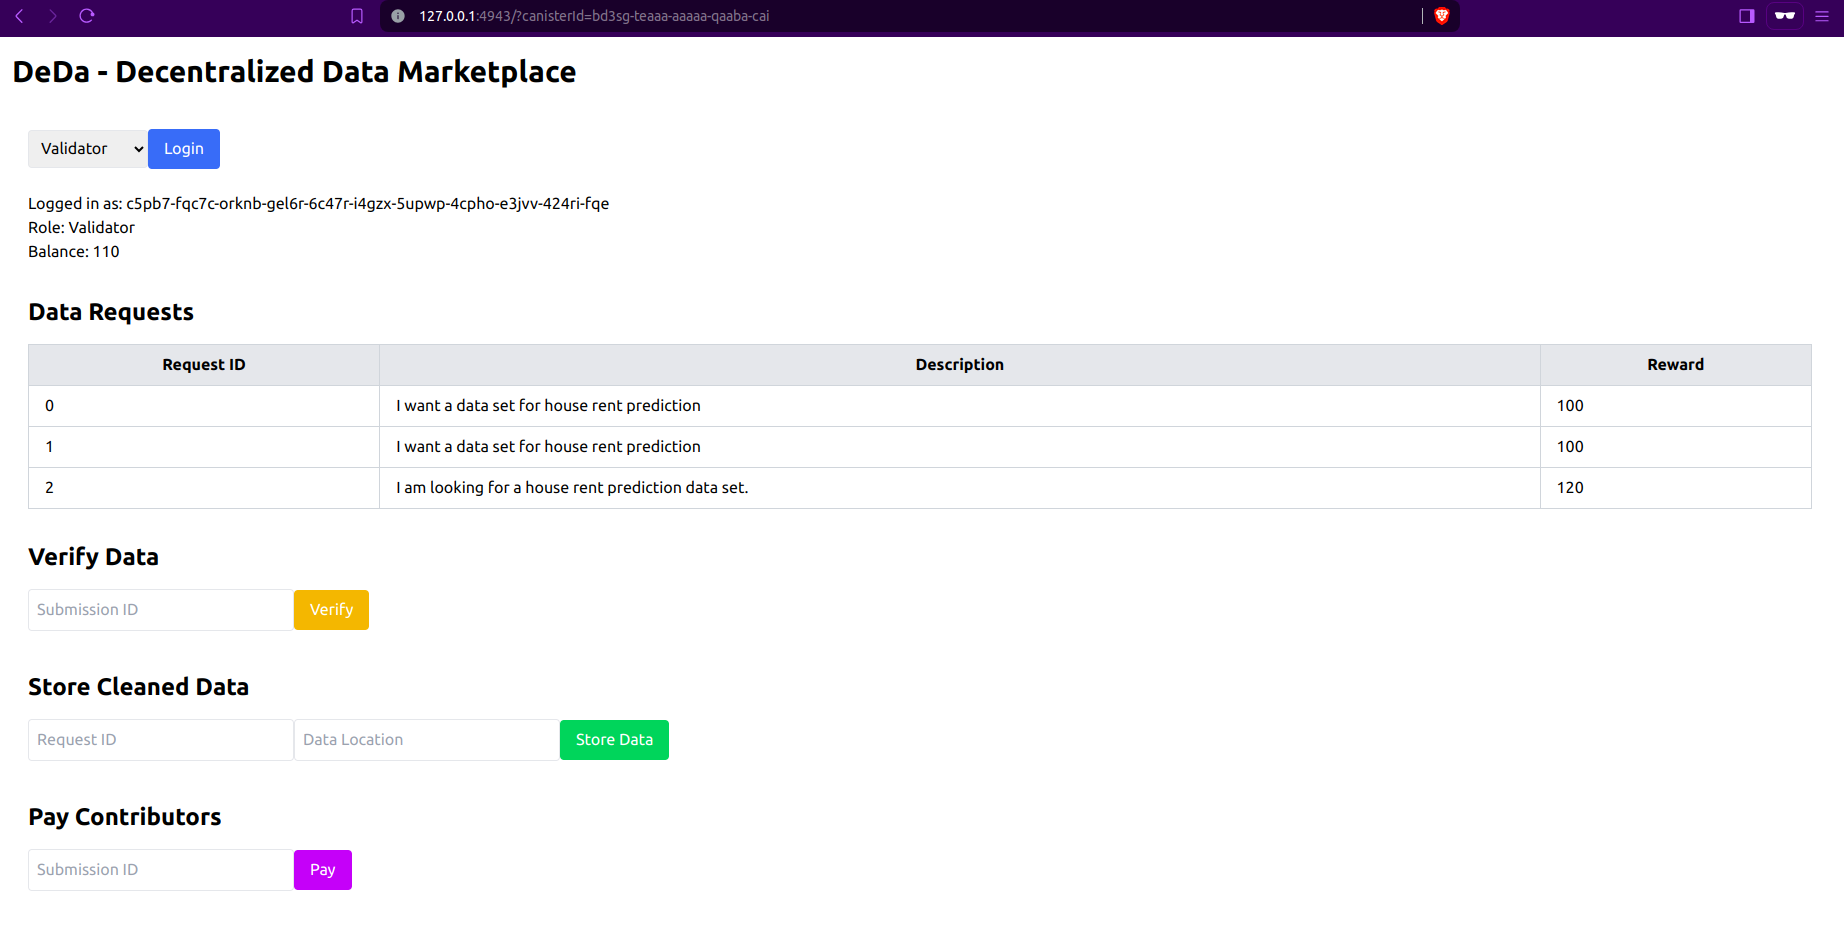 127.0.0.1:4943/?canisterId=bd3sg-teaaa-aaaaa-qaaba-cai
DeDa - Decentralized Data Marketplace
Validator Login
Logged in as: c5pb7-fqc7c-orknb-gel6r-6c47r-i4gzx-5upwp-4cpho-e3jvv-424ri-fqe
Role: Validator
Balance: 110
Data Requests
Request ID Description Reward
0 I want a data set for house rent prediction 100
1 I want a data set for house rent prediction 100
2 I am looking for a house rent prediction data set. 120
Verify Data
Submission ID Verify
Store Cleaned Data
Request ID Data Location Store Data
Pay Contributors
Submission ID Pay